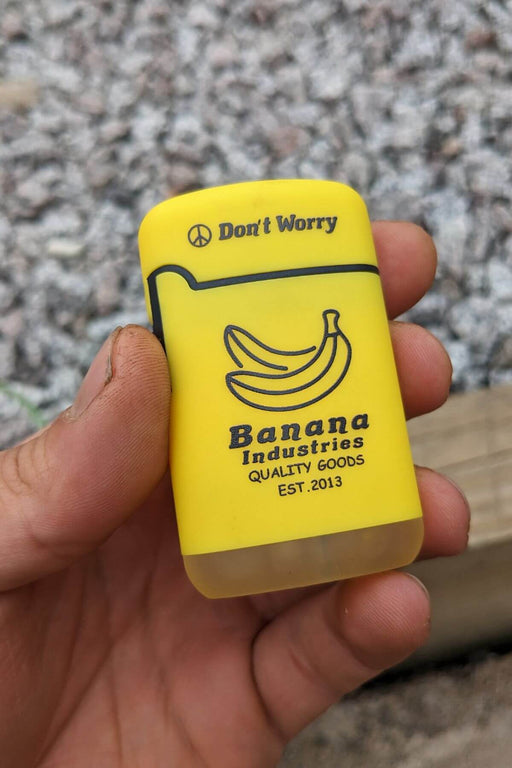 Don't Worry
Banana
Industries
QUALITY GOODS
EST.2013